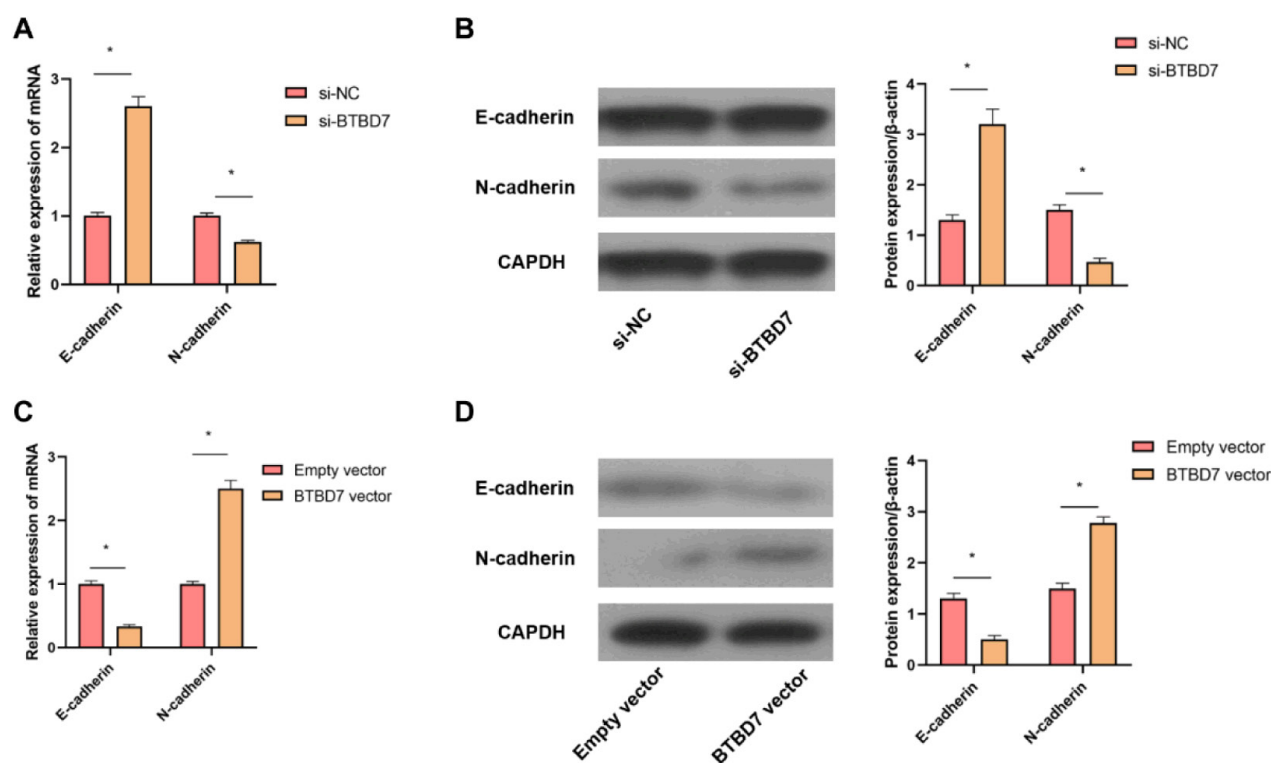 A
Relative expression of mRNA
3
2
1
0
*
*
E-cadherin
N-cadherin
si-NC
si-BTBD7
B
E-cadherin
N-cadherin
CAPDH
si-NC
si-BTBD7
Protein expression/β-actin
4
3
2
1
0
*
*
E-cadherin
N-cadherin
si-NC
si-BTBD7
C
Relative expression of mRNA
3
2
1
0
*
*
E-cadherin
N-cadherin
Empty vector
BTBD7 vector
D
E-cadherin
N-cadherin
CAPDH
Empty vector
BTBD7 vector
Protein expression/β-actin
4
3
2
1
0
*
*
E-cadherin
N-cadherin
Empty vector
BTBD7 vector